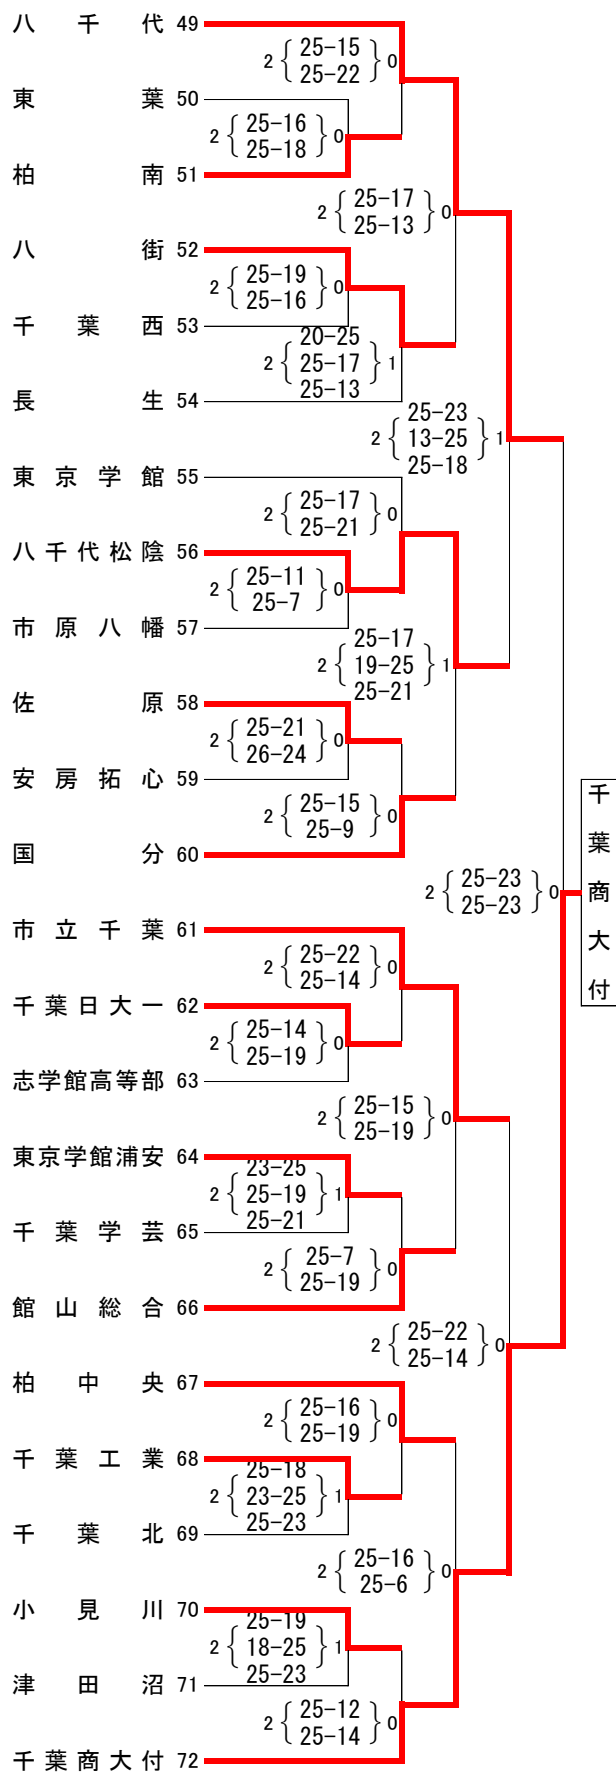 八千代 49
2 25-15 0
25-22
東葉 50
2 25-16 0
25-18
柏南 51
2 25-17 0
25-13
八街 52
2 25-19 0
25-16
千葉西 53
2 20-25 1
25-17
25-13
長生 54
2 25-23 1
13-25
25-18
東京学館 55
2 25-17 0
25-21
八千代松陰 56
2 25-11 0
25-7
市原八幡 57
2 25-17 1
19-25
25-21
佐原 58
2 25-21 0
26-24
安房拓心 59
2 25-15 0
25-9
国分 60
2 25-23 0
25-23
千葉商大付
市立千葉 61
2 25-22 0
25-14
千葉日大一 62
2 25-14 0
25-19
志学館高等部 63
2 25-15 0
25-19
東京学館浦安 64
2 23-25 1
25-19
25-21
千葉学芸 65
2 25-7 0
25-19
館山総合 66
2 25-22 0
25-14
柏中央 67
2 25-16 0
25-19
千葉工業 68
2 25-18 1
23-25
25-23
千葉北 69
2 25-16 0
25-6
小見川 70
2 25-19 1
18-25
25-23
津田沼 71
2 25-12 0
25-14
千葉商大付 72